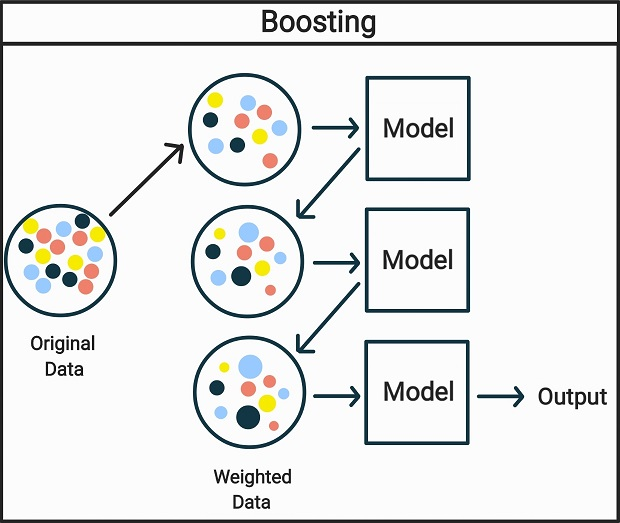 Boosting
Model
Model
Original
Data
Model
Output
Weighted
Data